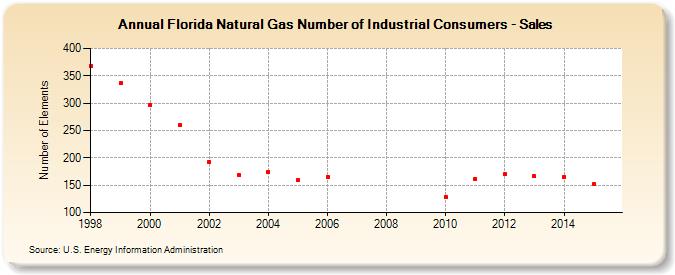 Annual Florida Natural Gas Number of Industrial Consumers - Sales
Number of Elements
400
350
300
250
200
150
100
1998 2000 2002 2004 2006 2008 2010 2012 2014
Source: U.S. Energy Information Administration